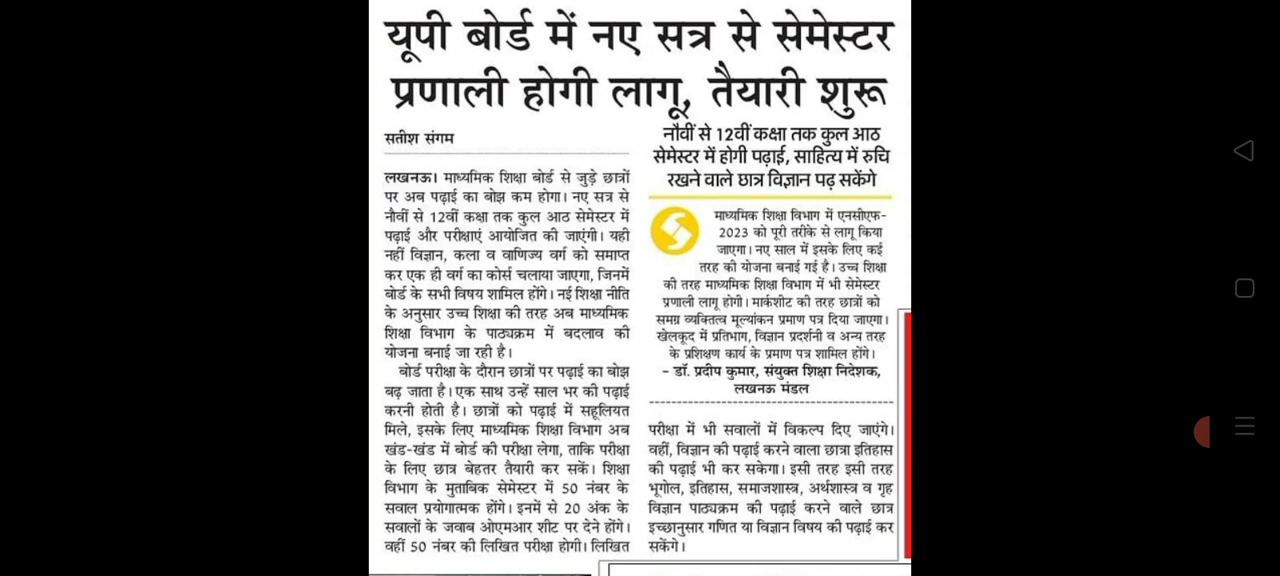 यूपी बोर्ड में नए सत्र से सेमेस्टर
प्रणाली होगी लागू, तैयारी शुरू
सतीश संगम
लखनऊ। माध्यमिक शिक्षा बोर्ड से जुड़े छात्रों
पर अब पढ़ाई का बोझ कम होगा। नए सत्र से
नौवीं से 12वीं कक्षा तक कुल आठ सेमेस्टर में
पढ़ाई और परीक्षाएं आयोजित की जाएंगी। यही
नहीं विज्ञान, कला व वाणिज्य वर्ग को समाप्त
कर एक ही वर्ग का कोर्स चलाया जाएगा, जिनमें
बोर्ड के सभी विषय शामिल होंगे। नई शिक्षा नीति
के अनुसार उच्च शिक्षा की तरह अब माध्यमिक
शिक्षा विभाग के पाठ्यक्रम में बदलाव की
योजना बनाई जा रही है।
बोर्ड परीक्षा के दौरान छात्रों पर पढ़ाई का बोझ
बढ़ जाता है। एक साथ उन्हें साल भर की पढ़ाई
करनी होती है। छात्रों को पढ़ाई में सहूलियत
मिले, इसके लिए माध्यमिक शिक्षा विभाग अब
खंड-खंड में बोर्ड की परीक्षा लेगा, ताकि परीक्षा
के लिए छात्र बेहतर तैयारी कर सकें। शिक्षा
विभाग के मुताबिक सेमेस्टर में 50 नंबर के
सवाल प्रयोगात्मक होंगे। इनमें से 20 अंक के
सवालों के जवाब ओएमआर शीट पर देने होंगे।
वहीं 50 नंबर की लिखित परीक्षा होगी। लिखित
नौवीं से 12वीं कक्षा तक कुल आठ
सेमेस्टर में होगी पढ़ाई, साहित्य में रुचि
रखने वाले छात्र विज्ञान पढ़ सकेंगे
माध्यमिक शिक्षा विभाग में एनसीएफ-
2023 को पूरी तरीके से लागू किया
जाएगा। नए साल में इसके लिए कई
तरह की योजना बनाई गई है। उच्च शिक्षा
की तरह माध्यमिक शिक्षा विभाग में भी सेमेस्टर
प्रणाली लागू होगी। मार्कशीट की तरह छात्रों को
समग्र व्यक्तित्व मूल्यांकन प्रमाण पत्र दिया जाएगा।
खेलकूद में प्रतिभाग, विज्ञान प्रदर्शनी व अन्य तरह
के प्रशिक्षण कार्य के प्रमाण पत्र शामिल होंगे।
– डॉ. प्रदीप कुमार, संयुक्त शिक्षा निदेशक,
लखनऊ मंडल
परीक्षा में भी सवालों में विकल्प दिए जाएंगे।
वहीं, विज्ञान की पढ़ाई करने वाला छात्रा इतिहास
की पढ़ाई भी कर सकेगा। इसी तरह इसी तरह
भूगोल, इतिहास, समाजशास्त्र, अर्थशास्त्र व गृह
विज्ञान पाठ्यक्रम की पढ़ाई करने वाले छात्र
इच्छानुसार गणित या विज्ञान विषय की पढ़ाई कर
सकेंगे।